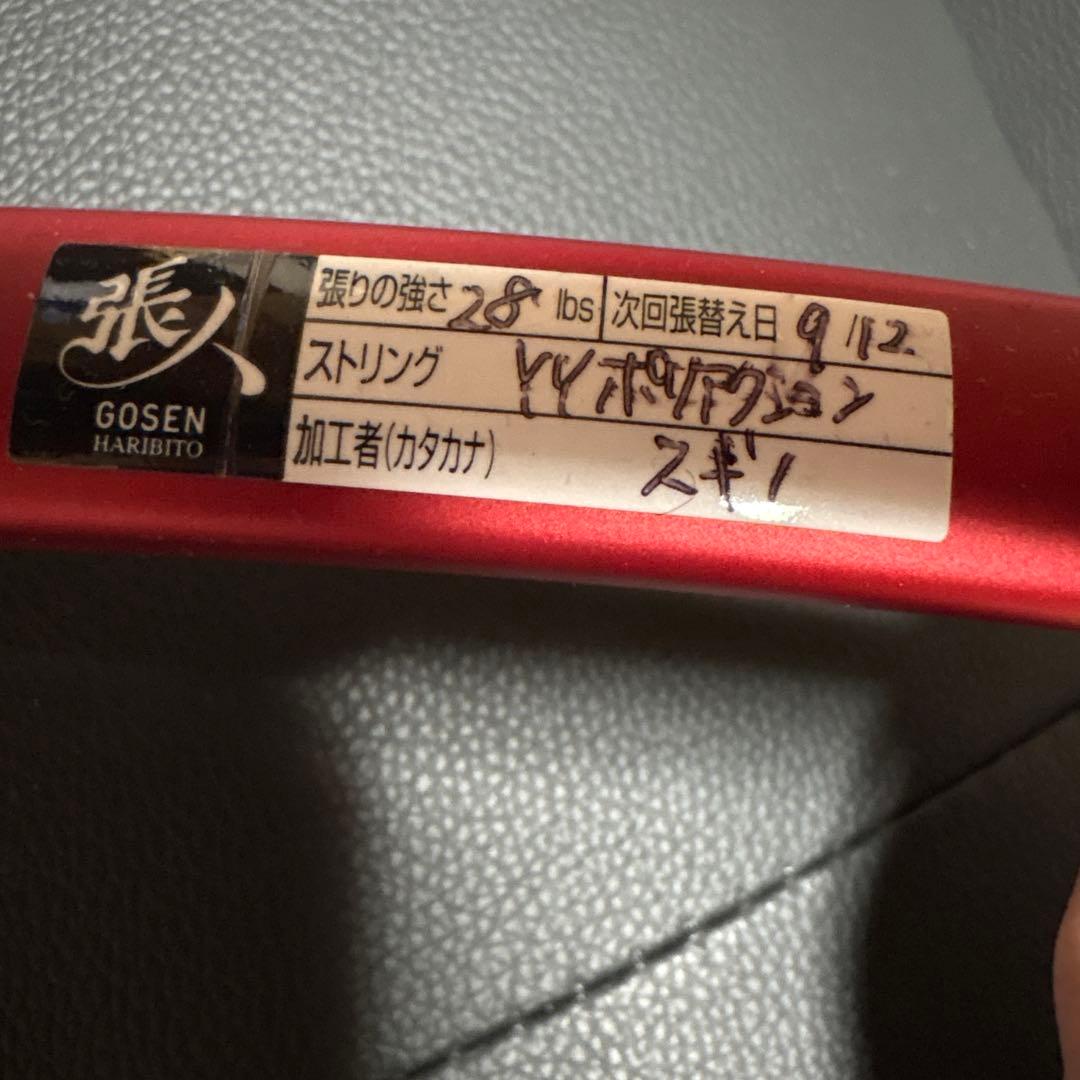 張人
GOSEN
HARIBITO
張りの強さ 28 lbs 次回張替え日 9/12
ストリング YYポリアクション
加工者(カタカナ) スギノ